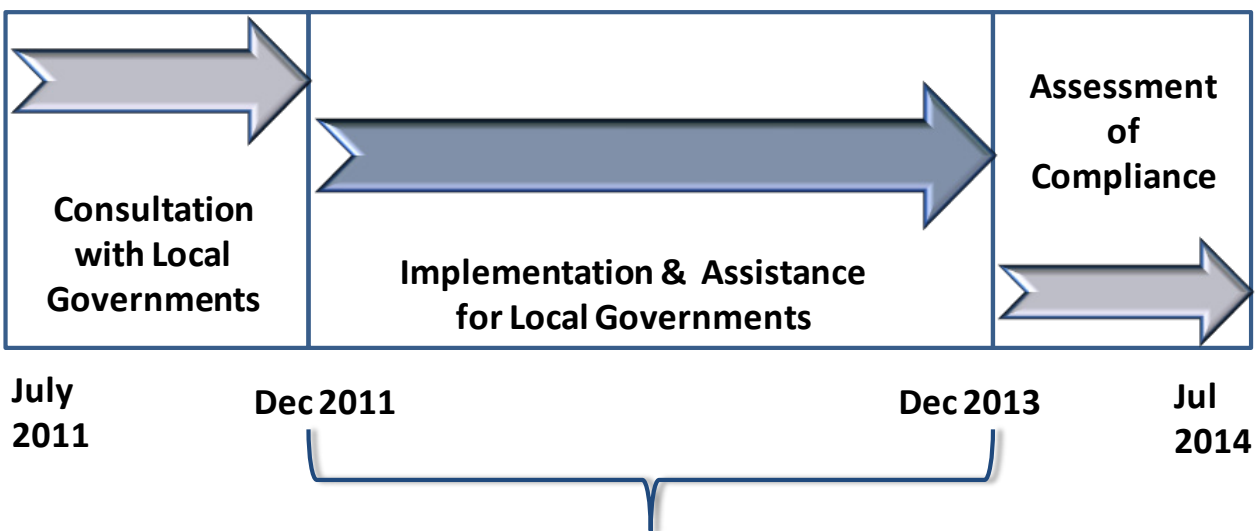 Consultation
with Local
Governments
Implementation & Assistance
for Local Governments
Assessment
of
Compliance
July
2011
Dec 2011
Dec 2013
Jul
2014